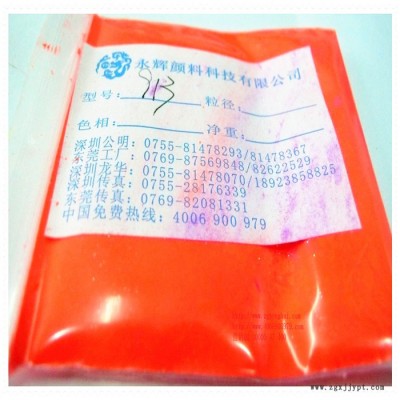 永辉颜料科技有限公司
型号: 913 粒径:
色相: 净重:
深圳公明: 0755-81478293/81478367
东莞工厂: 0769-87569848/82622529
深圳龙华: 0755-81478070/18923858825
深圳传真: 0755-28176339
东莞传真: 0769-82081331
中国免费热线: 4006 900 979
www.zgxjjypt.com